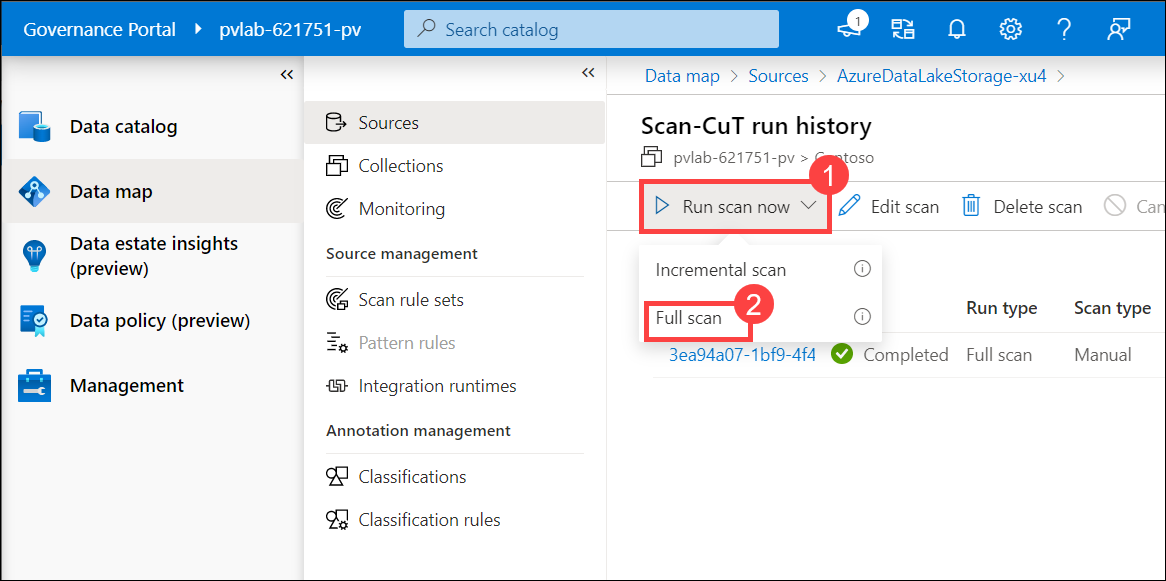 Governance Portal
pvlab-621751-pv
Search catalog
1
Data catalog
Data map
Data estate insights
(preview)
Data policy (preview)
Management
Sources
Collections
Monitoring
Source management
Scan rule sets
Pattern rules
Integration runtimes
Annotation management
Classifications
Classification rules
Data map > Sources > AzureDataLakeStorage-xu4 >
Scan-CuT run history
pvlab-621751-pv > Contoso
1
Run scan now
Edit scan
Delete scan
Can
Incremental scan
Full scan
2
Run type
Scan type
3ea94a07-1bf9-4f4
Completed
Full scan
Manual